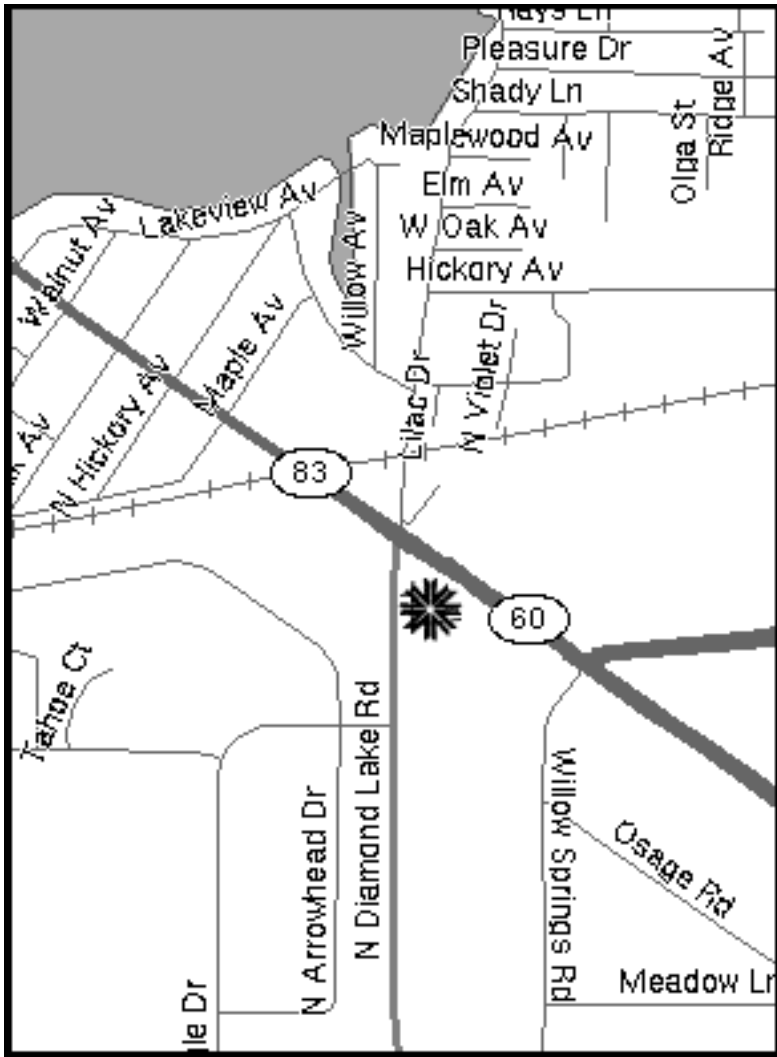 Hays Ln
Pleasure Dr
Shady Ln
Ridge Av
Olga St
Maplewood Av
Elm Av
Lakeview Av
Walnut Av
W Oak Av
Willow Av
Hickory Av
Maple Av
N Violet Dr
Lilac Dr
N Hickory Av
Av
83
60
Tahoe Ct
N Diamond Lake Rd
N Arrowhead Dr
Willow Springs Rd
Osage Rd
Meadow Ln
le Dr